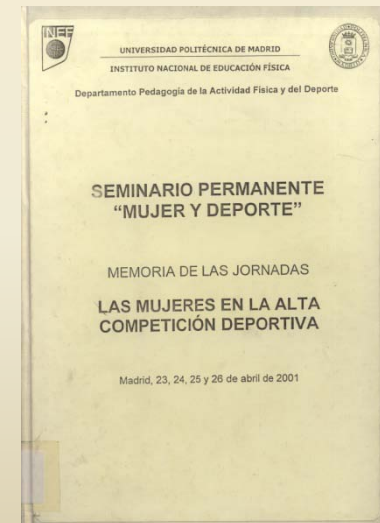 INEF
UNIVERSIDAD POLITÉCNICA DE MADRID
INSTITUTO NACIONAL DE EDUCACIÓN FÍSICA
Departamento Pedagogía de la Actividad Física y del Deporte
SEMINARIO PERMANENTE
“MUJER Y DEPORTE”
MEMORIA DE LAS JORNADAS
LAS MUJERES EN LA ALTA
COMPETICIÓN DEPORTIVA
Madrid, 23, 24, 25 y 26 de abril de 2001